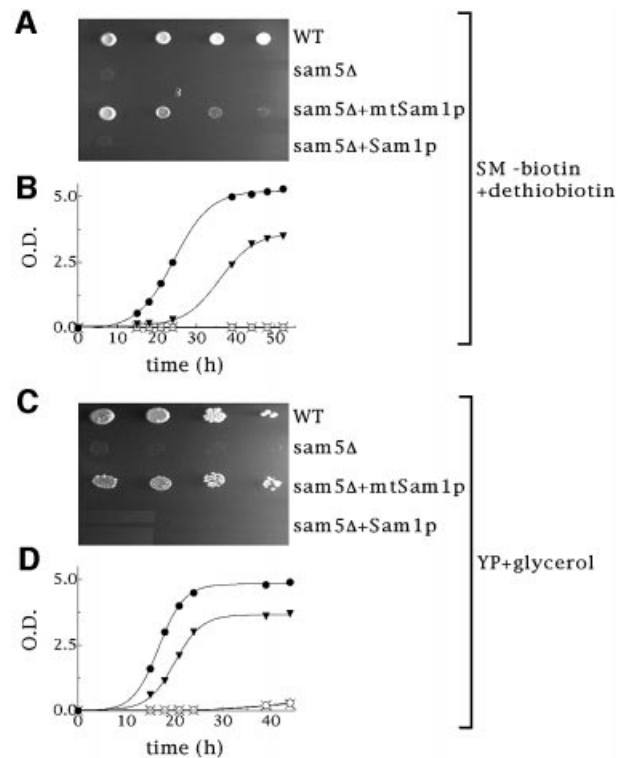 A
WT
sam5Δ
sam5Δ+mtSam1p
sam5Δ+Sam1p
SM -biotin
+dethiobiotin
B
5.0
2.5
0.0
O.D.
0 10 20 30 40 50
time (h)
C
WT
sam5Δ
sam5Δ+mtSam1p
sam5Δ+Sam1p
YP+glycerol
D
5.0
2.5
0.0
O.D.
0 10 20 30 40
time (h)